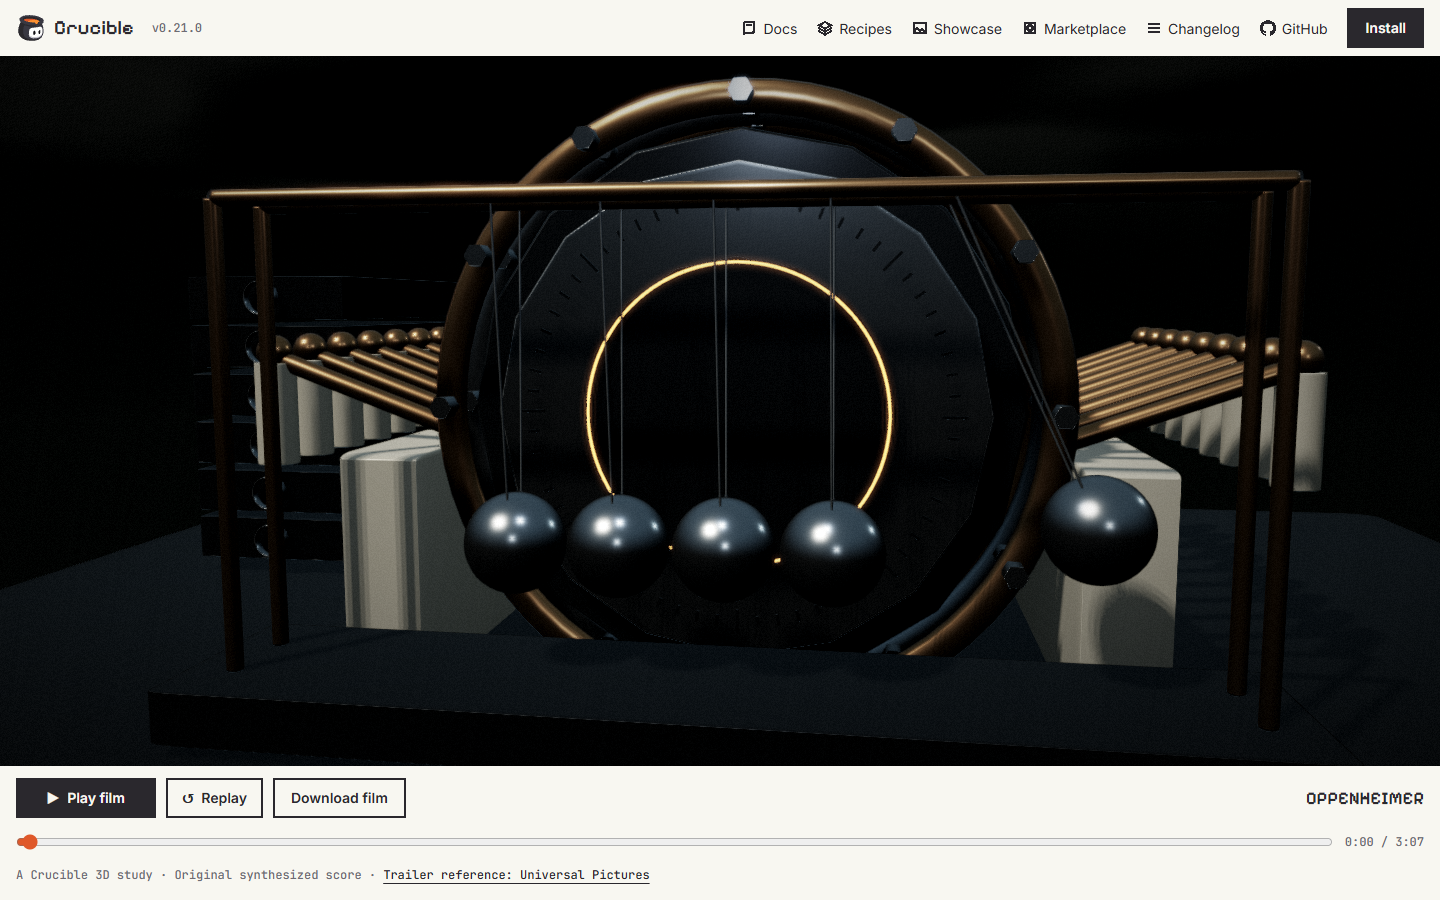 Crucible v0.21.0 Docs Recipes Showcase Marketplace Changelog GitHub Install
▶ Play film ↺ Replay Download film OPPENHEIMER
0:00 / 3:07
A Crucible 3D study · Original synthesized score · Trailer reference: Universal Pictures